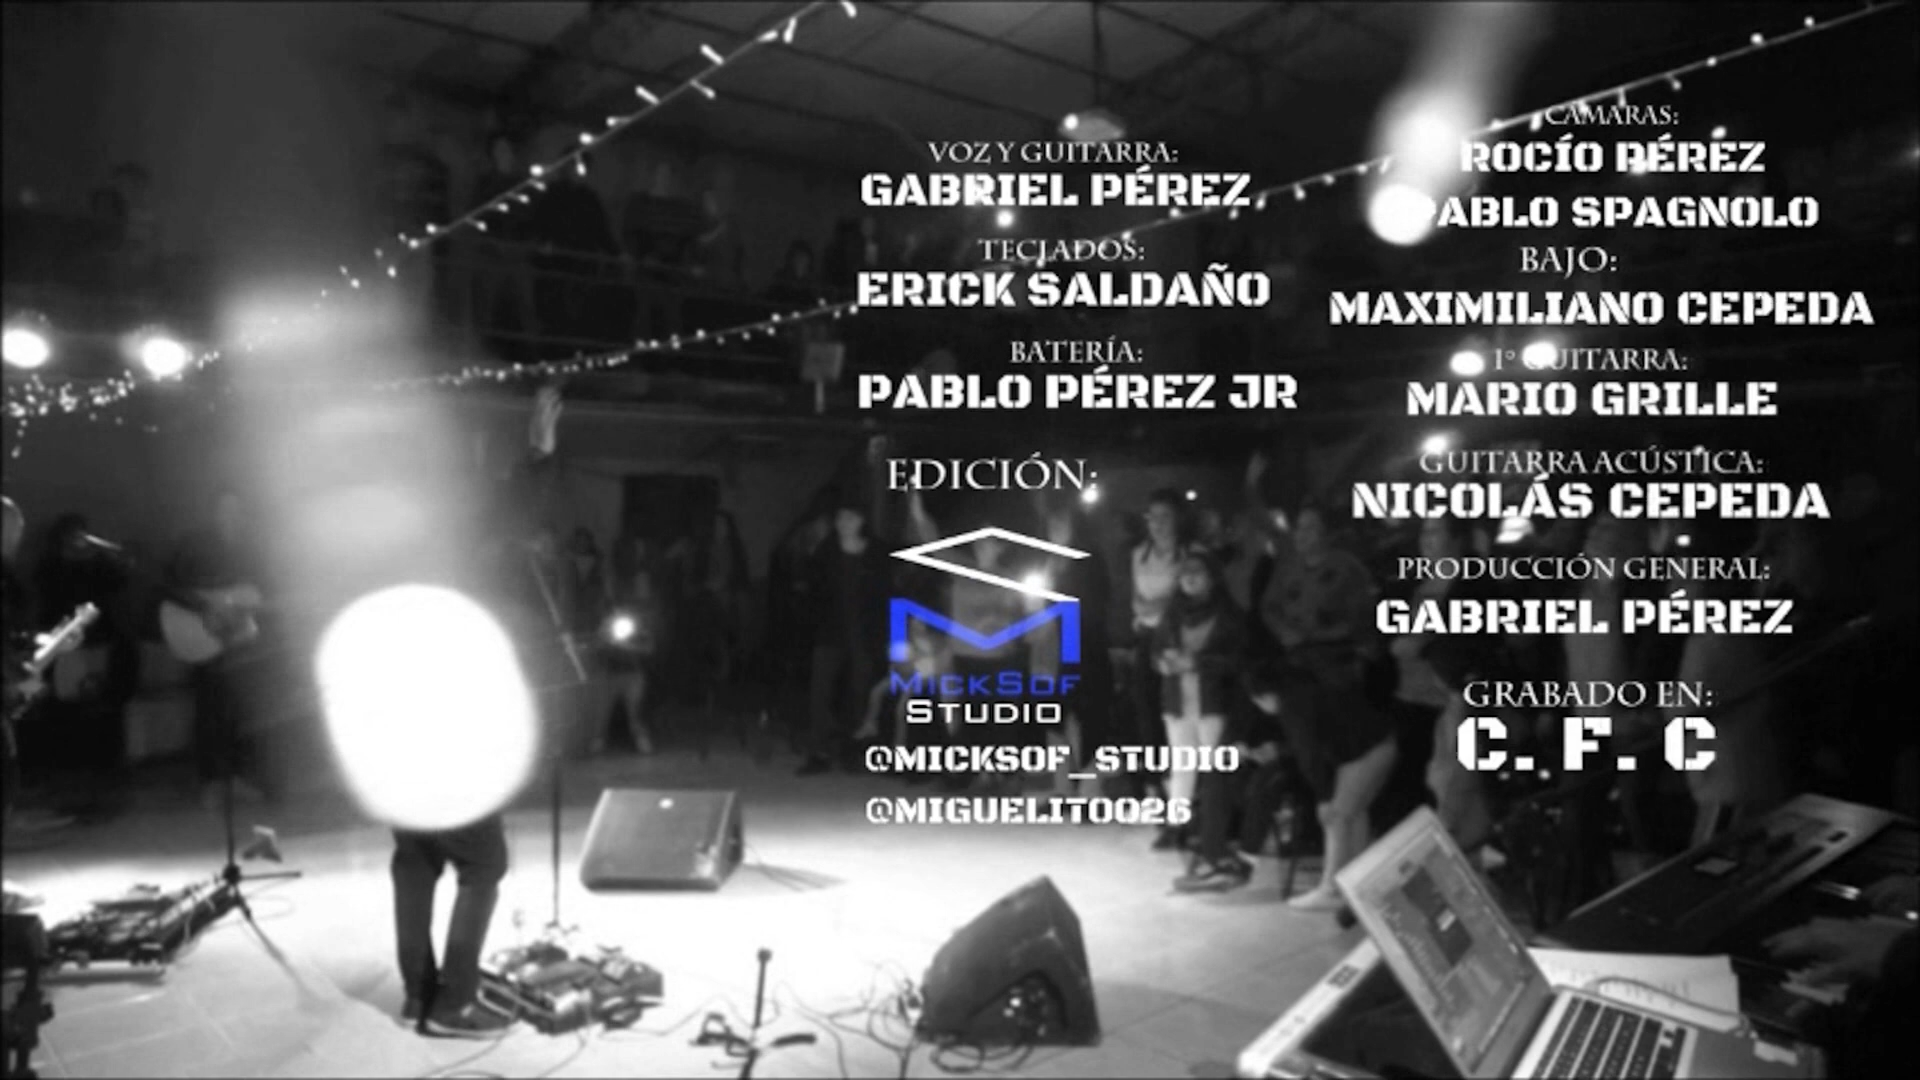 VOZ Y GUITARRA:
GABRIEL PÉREZ
TECLADOS:
ERICK SALDAÑO
BATERÍA:
PABLO PÉREZ JR
EDICIÓN:
MICKSOF
STUDIO
@MICKSOF_STUDIO
@MIGUELITO026
CAMARAS:
ROCÍO PÉREZ
PABLO SPAGNOLO
BAJO:
MAXIMILIANO CEPEDA
1º GUITARRA:
MARIO GRILLE
GUITARRA ACÚSTICA:
NICOLÁS CEPEDA
PRODUCCIÓN GENERAL:
GABRIEL PÉREZ
GRABADO EN:
C. F. C